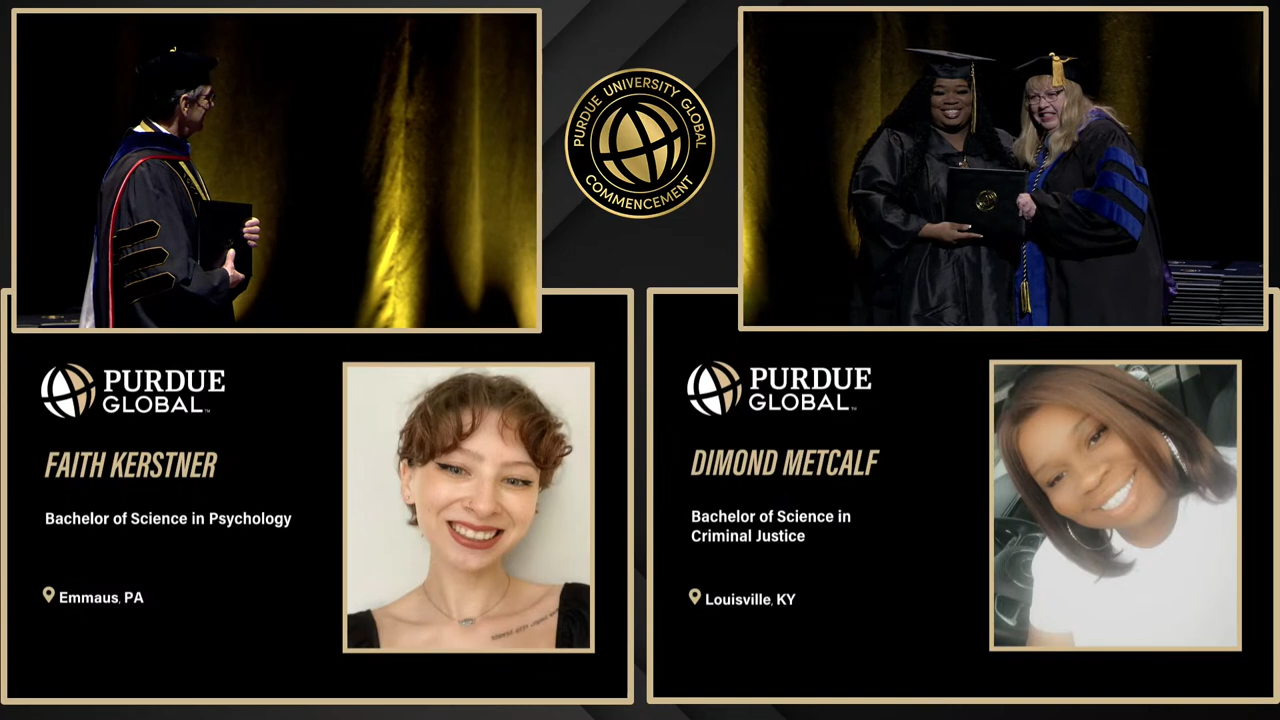 PURDUE UNIVERSITY GLOBAL
COMMENCEMENT
PURDUE
GLOBAL
FAITH KERSTNER
Bachelor of Science in Psychology
Emmaus, PA
PURDUE
GLOBAL
DIMOND METCALF
Bachelor of Science in
Criminal Justice
Louisville, KY